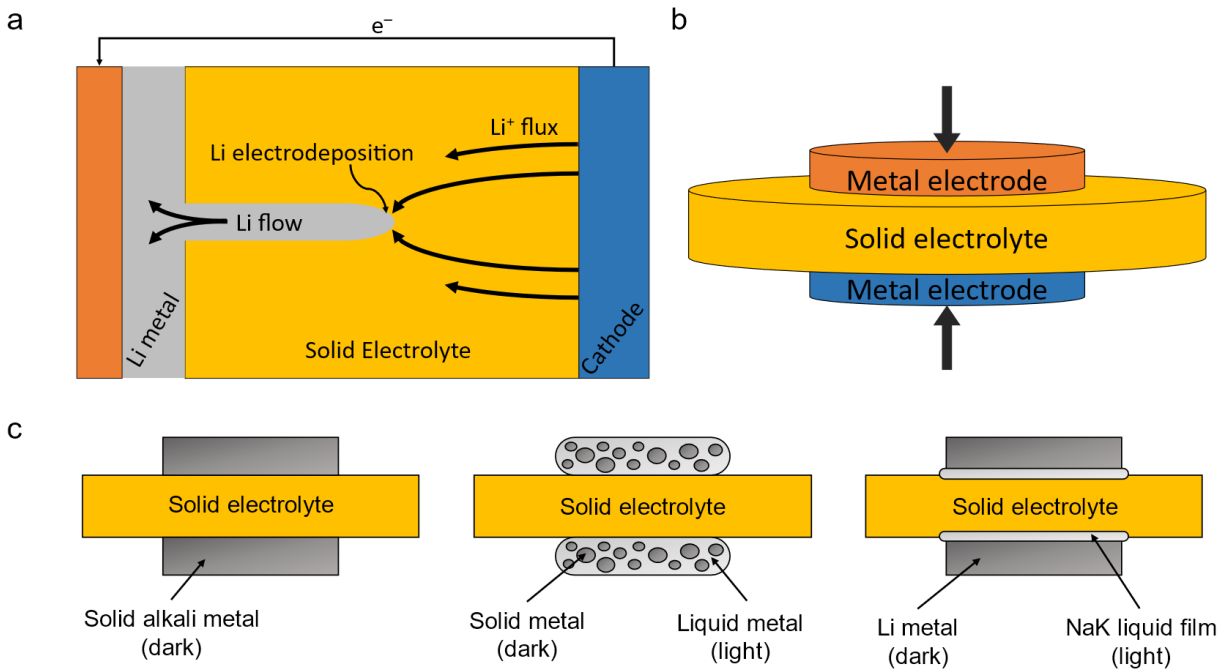 a
e⁻
Li⁺ flux
Li electrodeposition
Li flow
Li metal
Solid Electrolyte
Cathode
b
Metal electrode
Solid electrolyte
Metal electrode
c
Solid electrolyte
Solid alkali metal
(dark)
Solid electrolyte
Solid metal
(dark)
Liquid metal
(light)
Solid electrolyte
Li metal
(dark)
NaK liquid film
(light)